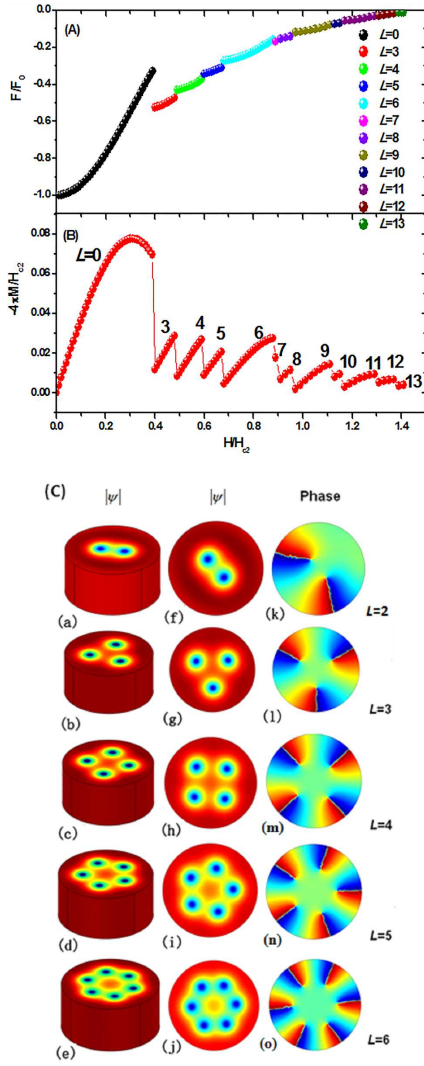 (A)
F/F₀
0.0
-0.2
-0.4
-0.6
-0.8
-1.0
L=0
L=3
L=4
L=5
L=6
L=7
L=8
L=9
L=10
L=11
L=12
L=13
(B)
-4πM/H_c2
0.08
0.06
0.04
0.02
0.00
L=0
3
4
5
6
7
8
9
10
11
12
13
0.0 0.2 0.4 0.6 0.8 1.0 1.2 1.4
H/H_c2
(C)
|ψ| |ψ| Phase
(a) (f) (k) L=2
(b) (g) (l) L=3
(c) (h) (m) L=4
(d) (i) (n) L=5
(e) (j) (o) L=6